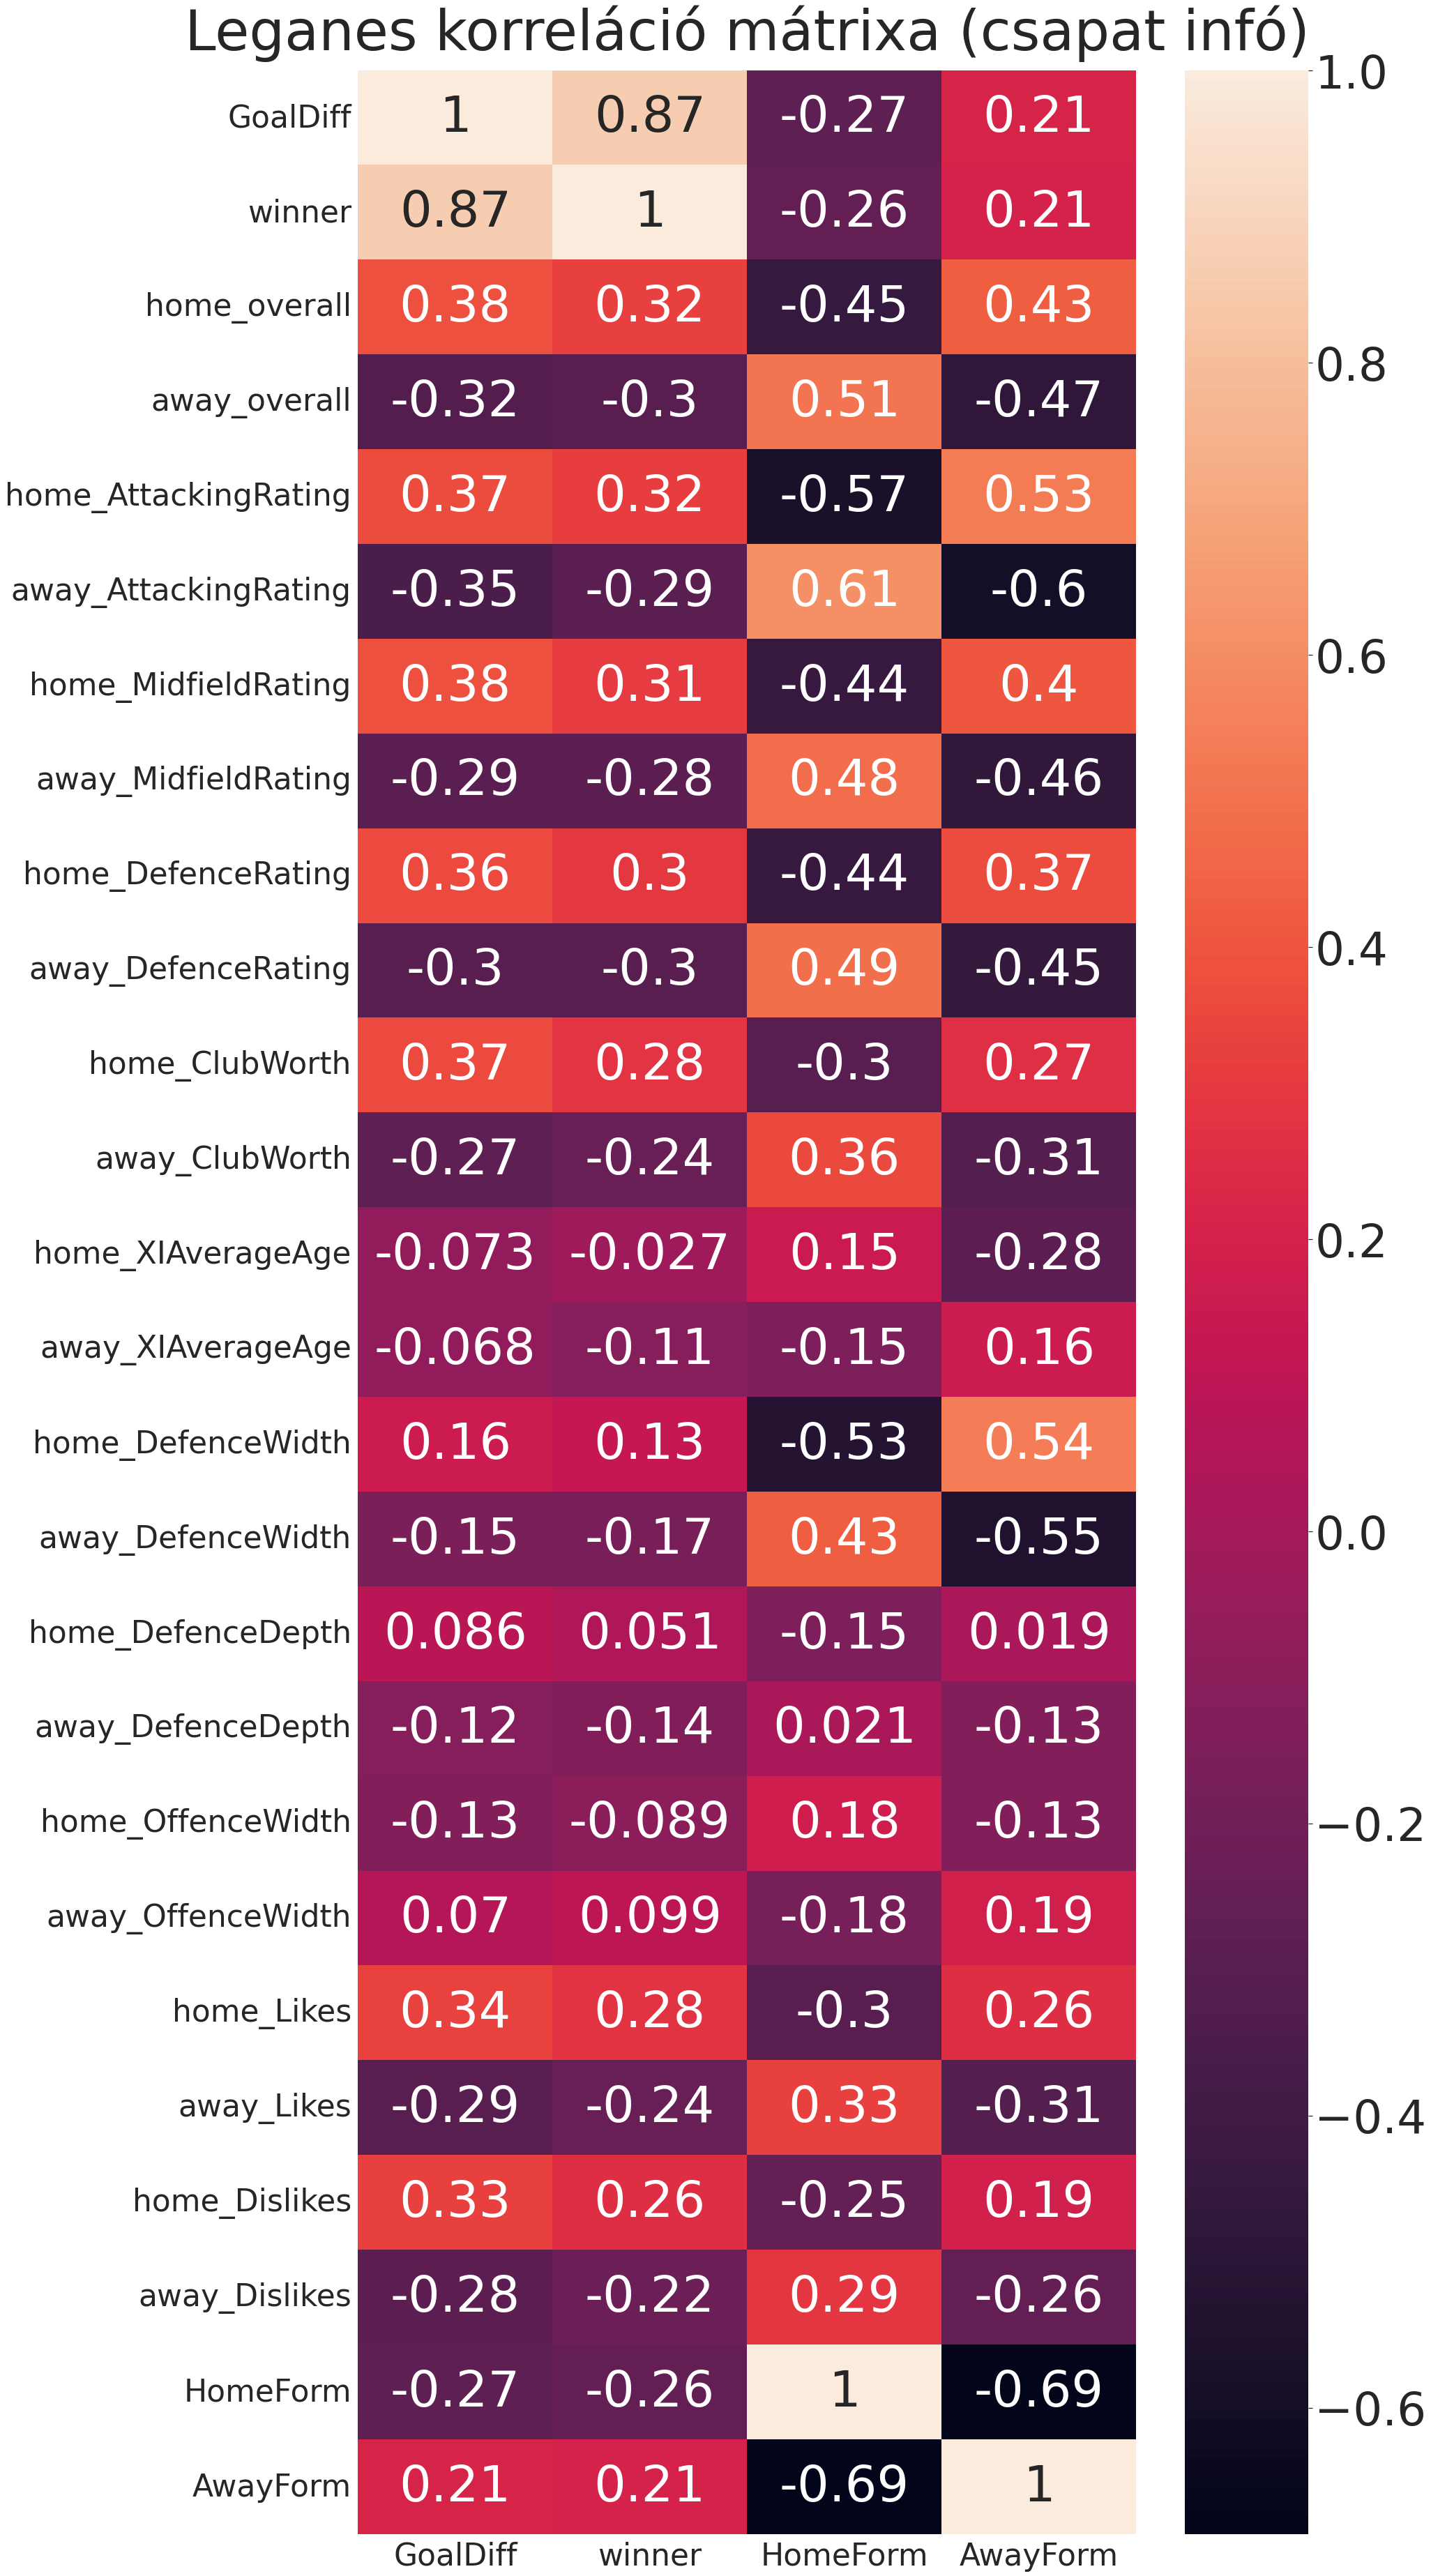 Leganes korreláció mátrixa (csapat infó)
GoalDiff 1 0.87 -0.27 0.21
winner 0.87 1 -0.26 0.21
home_overall 0.38 0.32 -0.45 0.43
away_overall -0.32 -0.3 0.51 -0.47
home_AttackingRating 0.37 0.32 -0.57 0.53
away_AttackingRating -0.35 -0.29 0.61 -0.6
home_MidfieldRating 0.38 0.31 -0.44 0.4
away_MidfieldRating -0.29 -0.28 0.48 -0.46
home_DefenceRating 0.36 0.3 -0.44 0.37
away_DefenceRating -0.3 -0.3 0.49 -0.45
home_ClubWorth 0.37 0.28 -0.3 0.27
away_ClubWorth -0.27 -0.24 0.36 -0.31
home_XIAverageAge -0.073 -0.027 0.15 -0.28
away_XIAverageAge -0.068 -0.11 -0.15 0.16
home_DefenceWidth 0.16 0.13 -0.53 0.54
away_DefenceWidth -0.15 -0.17 0.43 -0.55
home_DefenceDepth 0.086 0.051 -0.15 0.019
away_DefenceDepth -0.12 -0.14 0.021 -0.13
home_OffenceWidth -0.13 -0.089 0.18 -0.13
away_OffenceWidth 0.07 0.099 -0.18 0.19
home_Likes 0.34 0.28 -0.3 0.26
away_Likes -0.29 -0.24 0.33 -0.31
home_Dislikes 0.33 0.26 -0.25 0.19
away_Dislikes -0.28 -0.22 0.29 -0.26
HomeForm -0.27 -0.26 1 -0.69
AwayForm 0.21 0.21 -0.69 1
GoalDiff winner HomeForm AwayForm
1.0
0.8
0.6
0.4
0.2
0.0
−0.2
−0.4
−0.6